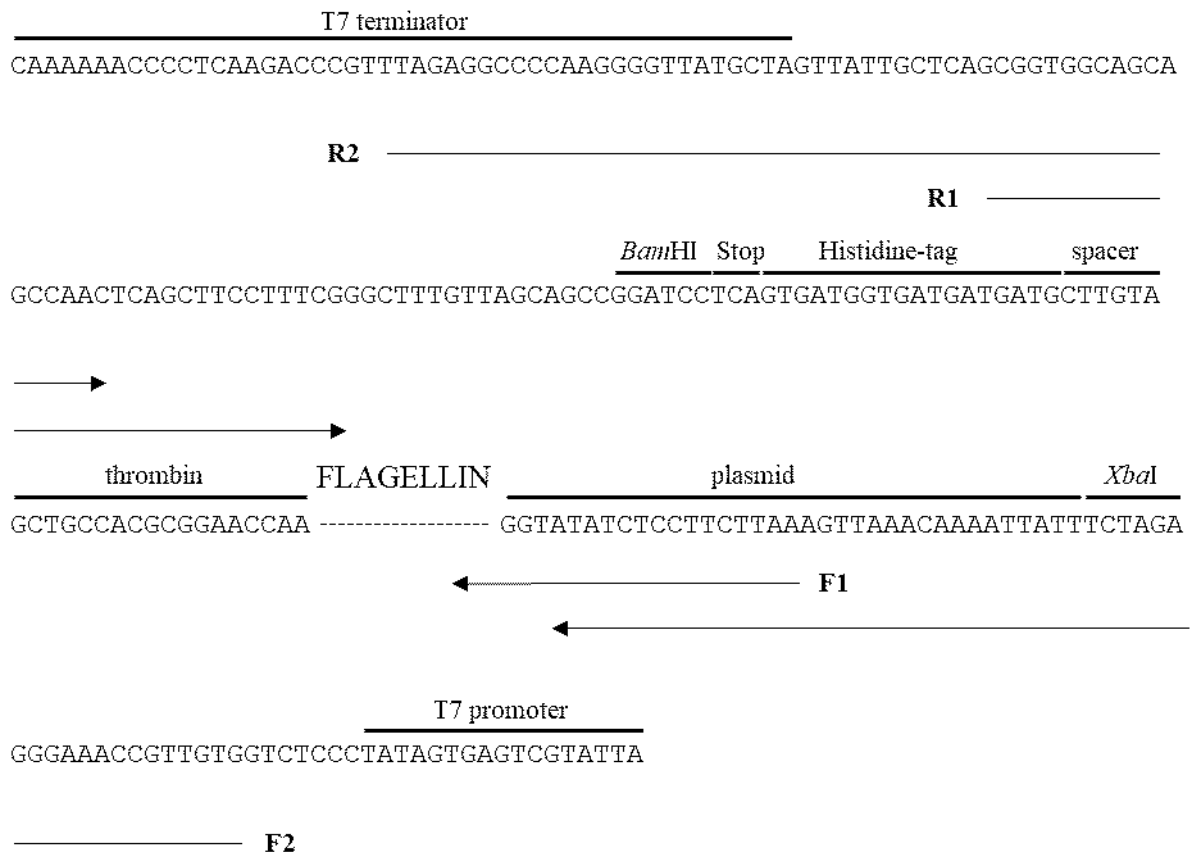 T7 terminator
CAAAAAACCCCTCAAGACCCGTTTAGAGGCCCCAAGGGGTTATGCTAGTTATTGCTCAGCGGTGGCAGCA
R2
R1
BamHI Stop Histidine-tag spacer
GCCAACTCAGCTTCCTTTCGGGCTTTGTTAGCAGCCGGATCCTCAGTGATGGTGATGATGATGCTTGTA
thrombin FLAGELLIN plasmid XbaI
GCTGCCACGCGGAACCAA ----------------- GGTATATCTCCTTCTTAAAGTTAAACAAAATTATTTCTAGA
F1
T7 promoter
GGGAAACCGTTGTGGTCTCCCTATAGTGAGTCGTATTA
F2